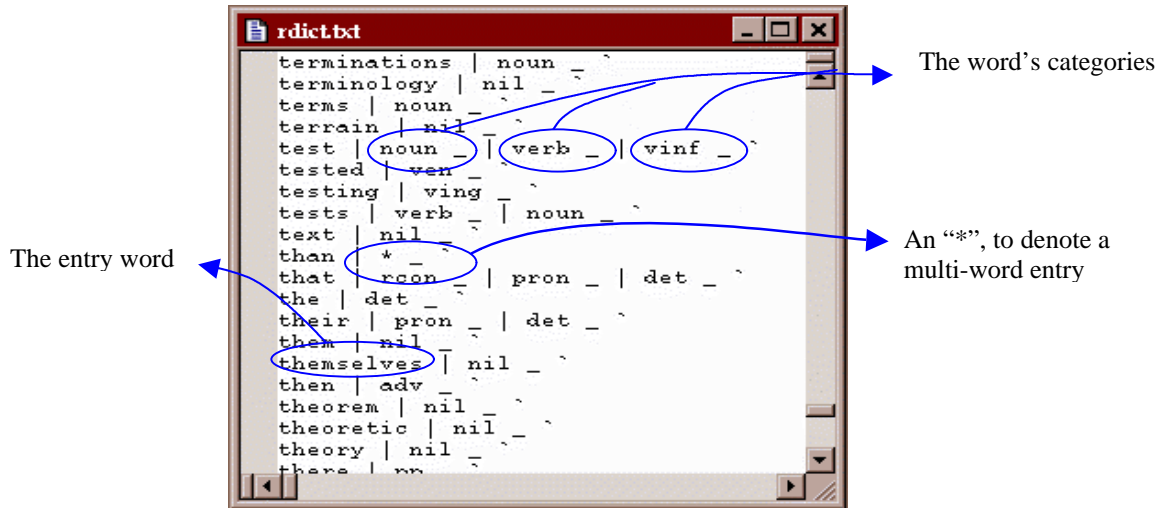 rdict.txt
terminations | noun _ `
terminology | nil _ `
terms | noun _ `
terrain | nil _ `
test | noun _ | verb _ | vinf _ `
tested | ven _ `
testing | ving _ `
tests | verb _ | noun _ `
text | nil _ `
than | * _ `
that | rcon _ | pron _ | det _ `
the | det _ `
their | pron _ | det _ `
them | nil _ `
themselves | nil _ `
then | adv _ `
theorem | nil _ `
theoretic | nil _ `
theory | nil _ `
there |
The word's categories
The entry word
An “*”, to denote a
multi-word entry